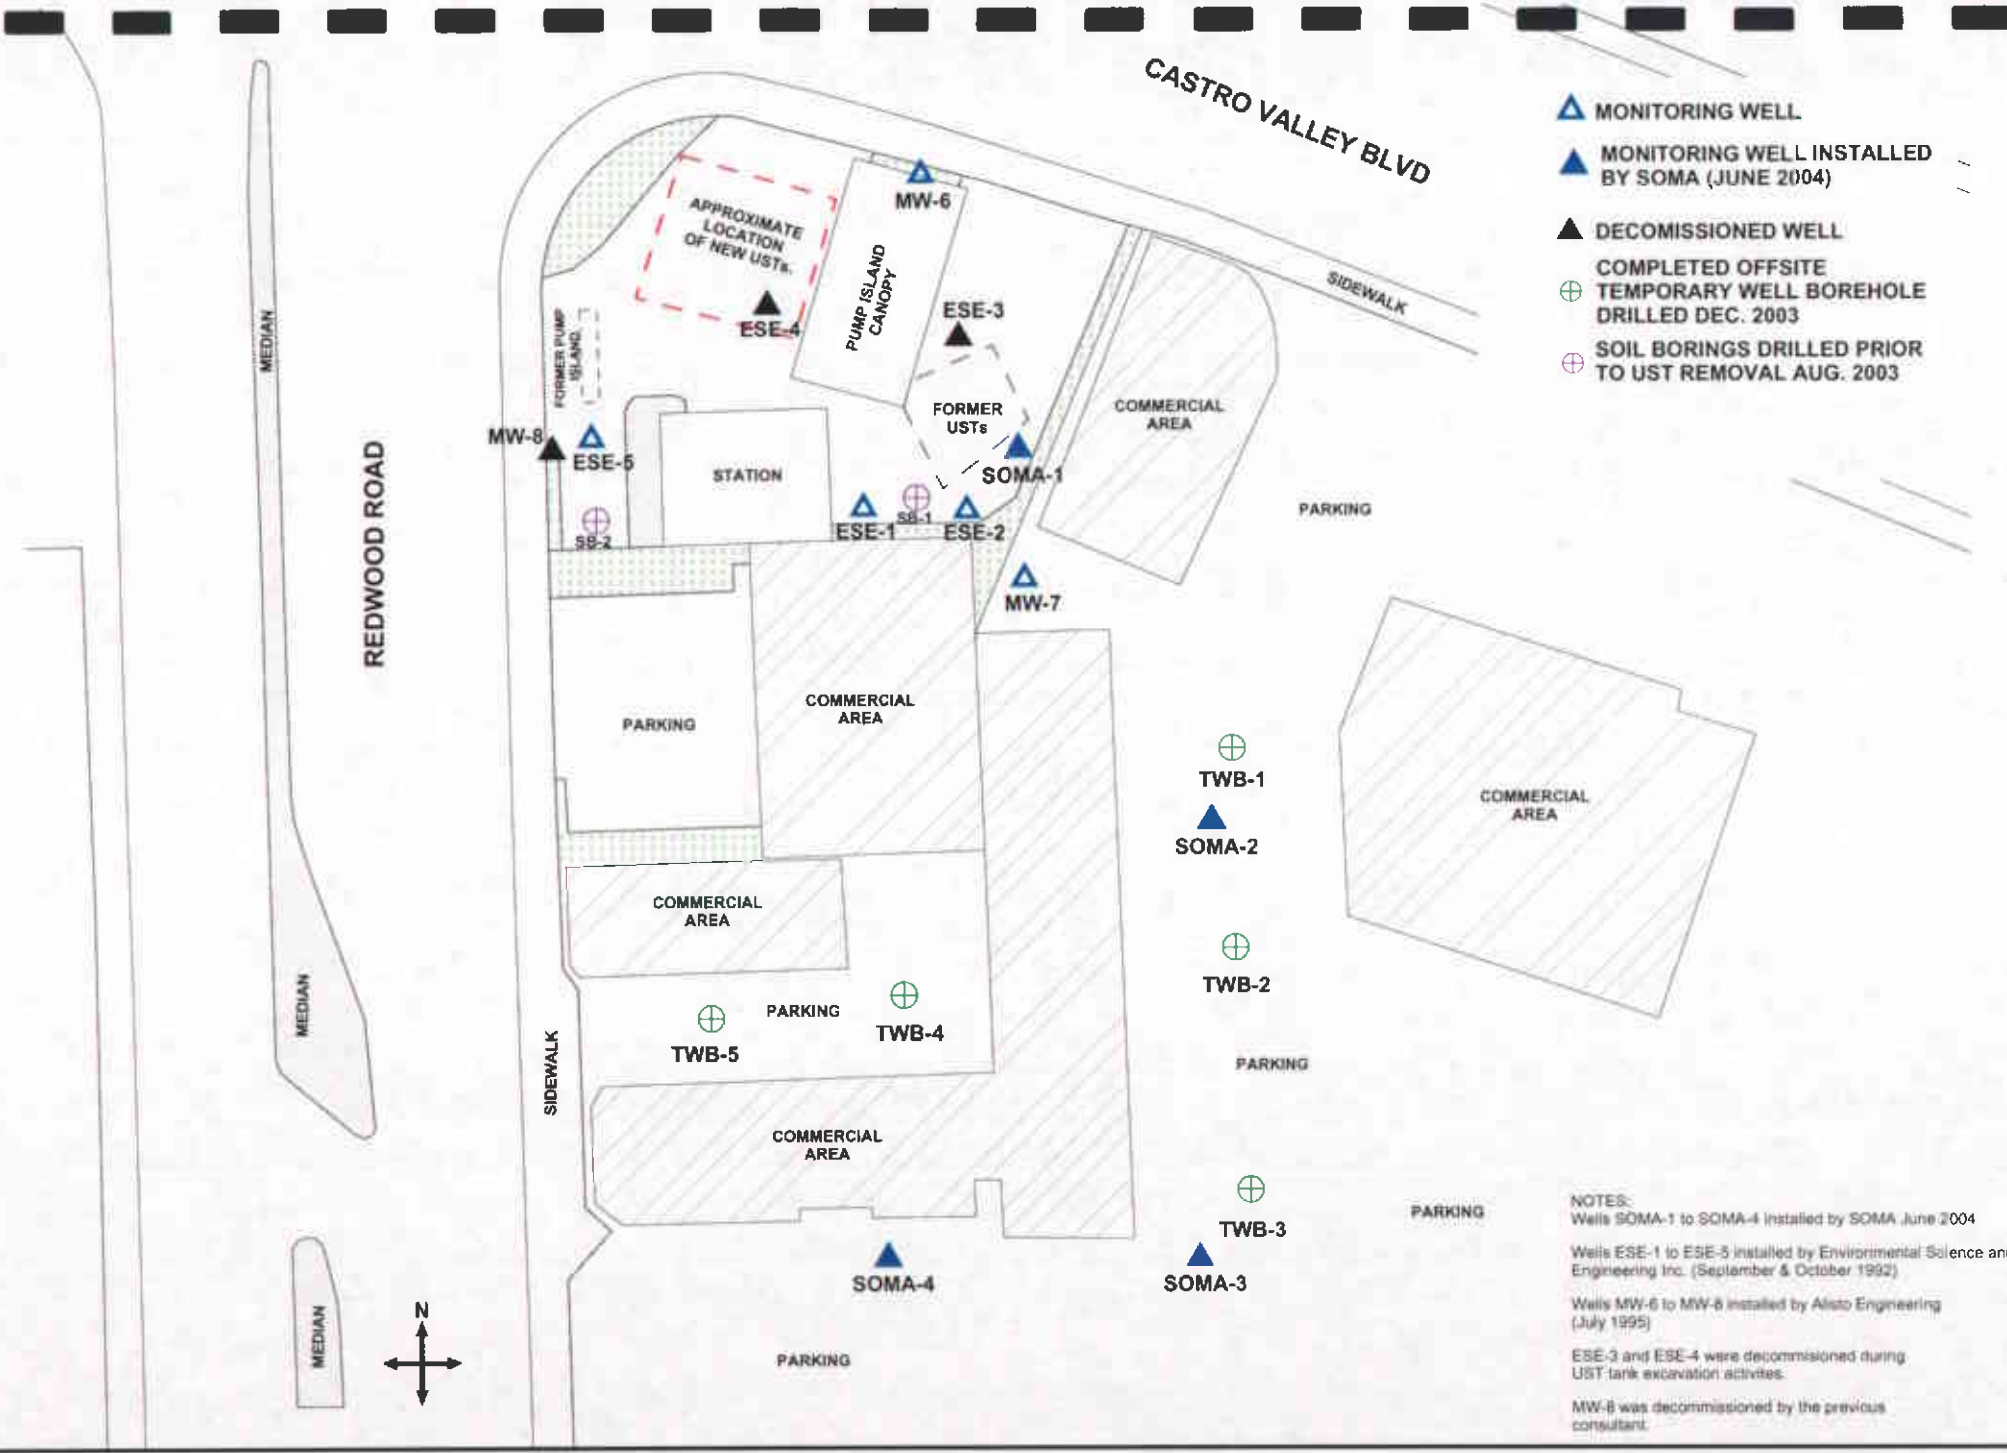 CASTRO VALLEY BLVD
MONITORING WELL
MONITORING WELL INSTALLED
BY SOMA (JUNE 2004)
DECOMISSIONED WELL
COMPLETED OFFSITE
TEMPORARY WELL BOREHOLE
DRILLED DEC. 2003
SOIL BORINGS DRILLED PRIOR
TO UST REMOVAL AUG. 2003
MW-6
APPROXIMATE
LOCATION
OF NEW USTs.
PUMP ISLAND
CANOPY
SIDEWALK
ESE-4
ESE-3
FORMER PUMP
ISLAND
MEDIAN
FORMER
USTs
COMMERCIAL
AREA
MW-8
ESE-5
STATION
SOMA-1
REDWOOD ROAD
PARKING
SB-2
ESE-1
SB-1
ESE-2
MW-7
PARKING
COMMERCIAL
AREA
TWB-1
COMMERCIAL
AREA
SOMA-2
COMMERCIAL
AREA
TWB-2
MEDIAN
PARKING
TWB-4
TWB-5
SIDEWALK
PARKING
COMMERCIAL
AREA
TWB-3
PARKING
SOMA-4
SOMA-3
MEDIAN
N
PARKING
NOTES:
Wells SOMA-1 to SOMA-4 installed by SOMA June 2004
Wells ESE-1 to ESE-5 installed by Environmental Science an
Engineering Inc. (September & October 1992)
Wells MW-6 to MW-8 installed by Alisto Engineering
(July 1995)
ESE-3 and ESE-4 were decommisioned during
UST tank excavation activites.
MW-8 was decommissioned by the previous
consultant.